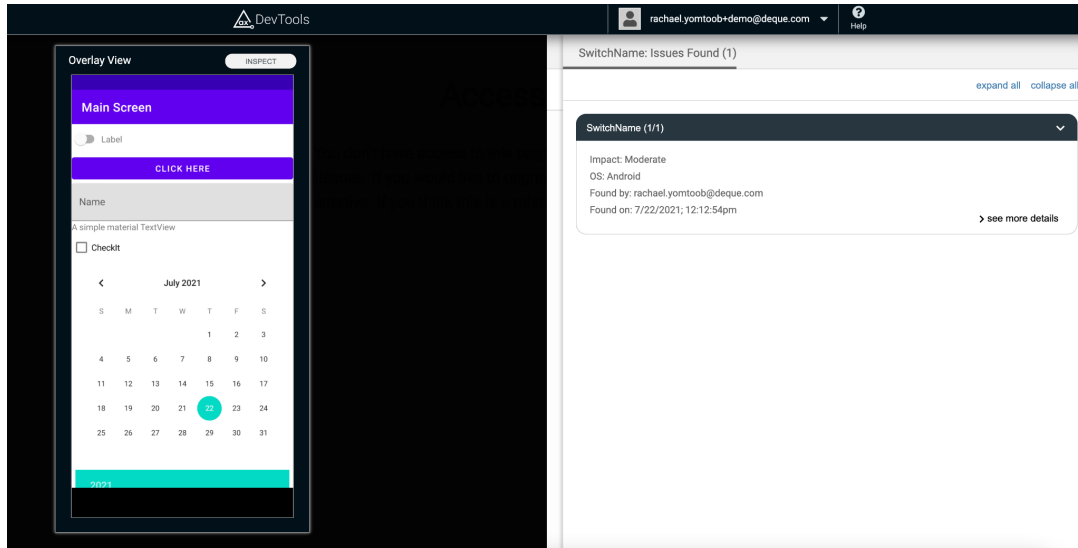 ax DevTools
rachael.yomtoob+demo@deque.com
Help
Overlay View
INSPECT
Main Screen
Label
CLICK HERE
Name
A simple material TextView
CheckIt
July 2021
S M T W T F S
1 2 3
4 5 6 7 8 9 10
11 12 13 14 15 16 17
18 19 20 21 22 23 24
25 26 27 28 29 30 31
2021
Access
SwitchName: Issues Found (1)
expand all collapse all
SwitchName (1/1)
Impact: Moderate
OS: Android
Found by: rachael.yomtoob@deque.com
Found on: 7/22/2021; 12:12:54pm
see more details